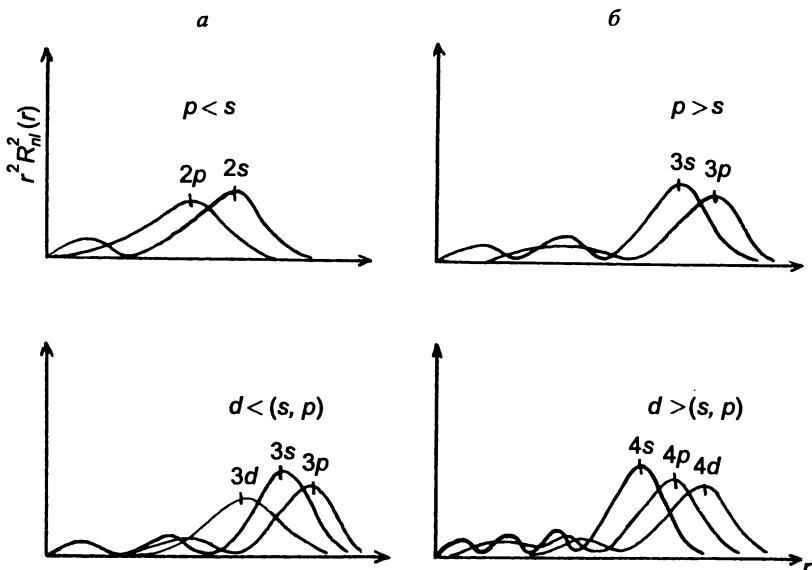 а
б
r²R²ₙₗ(r)
p < s
2p 2s
p > s
3s 3p
d < (s, p)
3d 3s 3p
d > (s, p)
4s 4p 4d
r